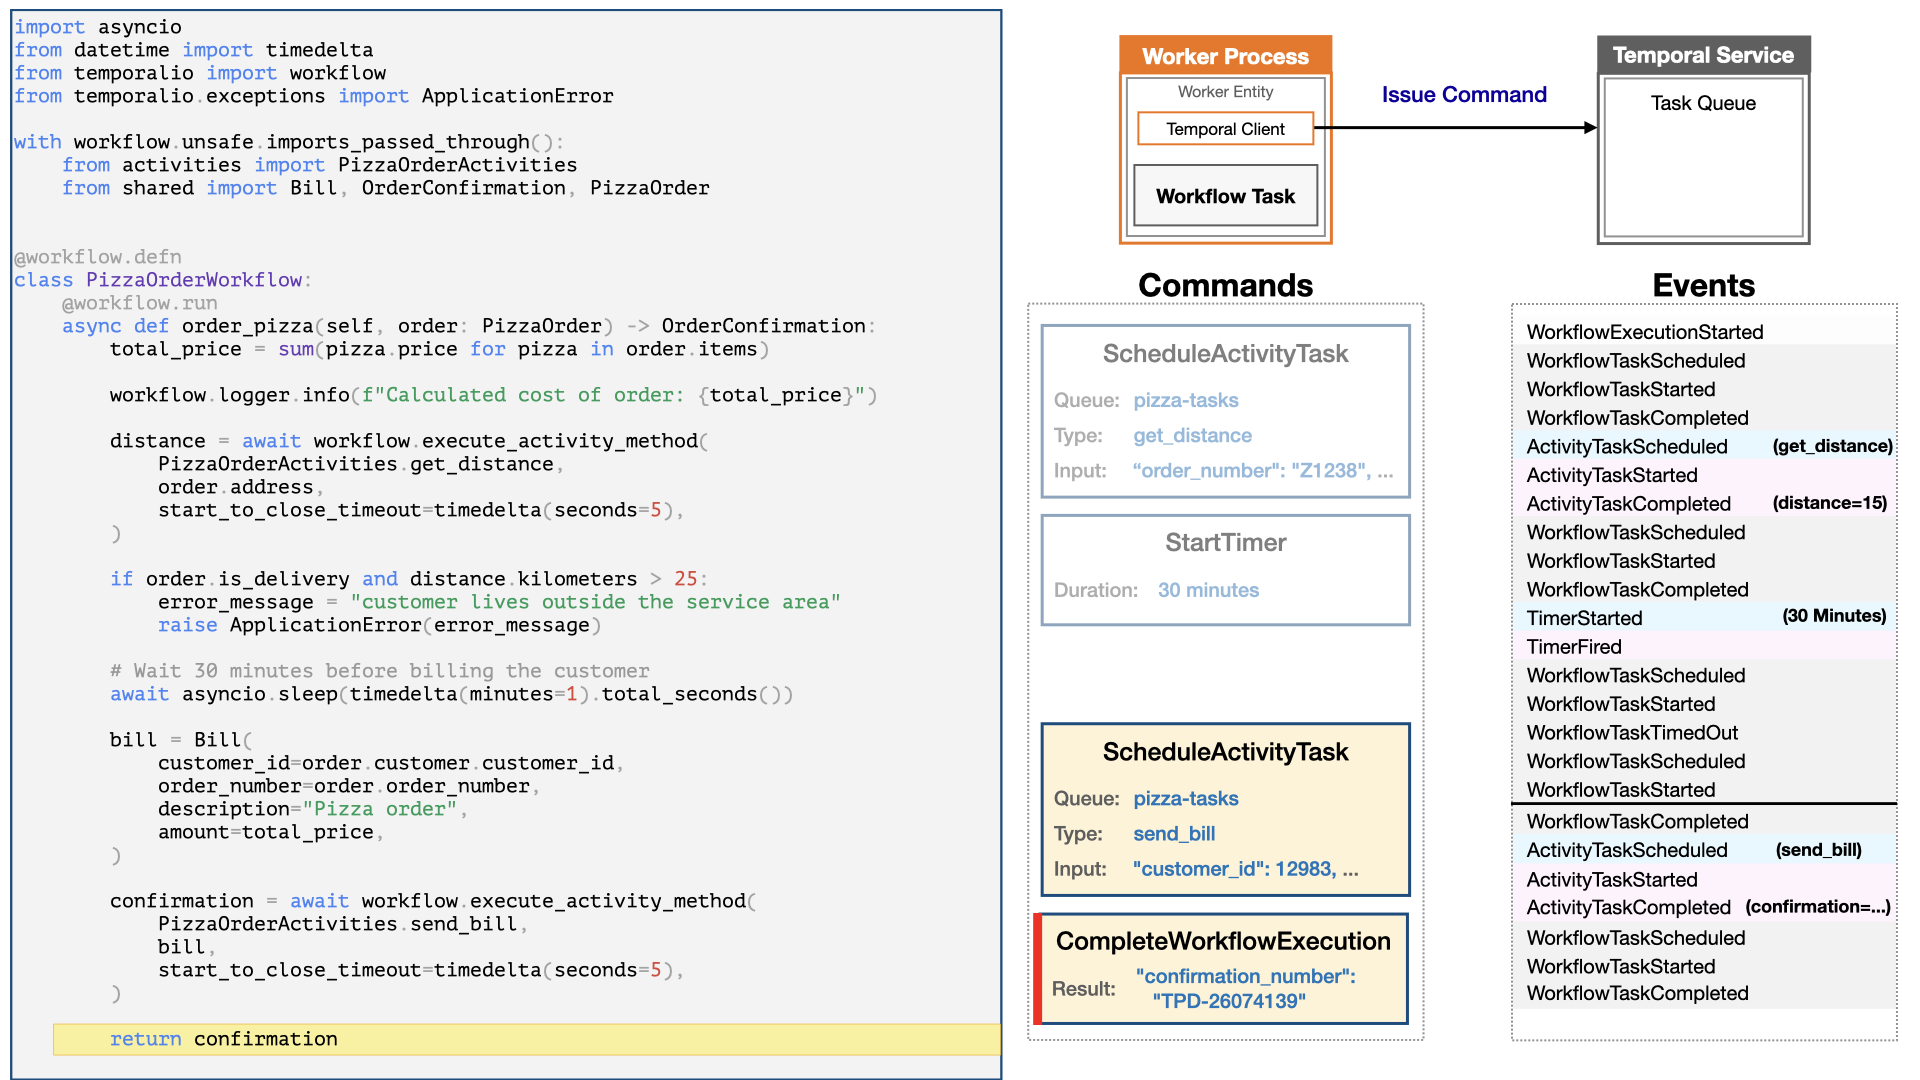 import asyncio
from datetime import timedelta
from temporalio import workflow
from temporalio.exceptions import ApplicationError

with workflow.unsafe.imports_passed_through():
    from activities import PizzaOrderActivities
    from shared import Bill, OrderConfirmation, PizzaOrder

@workflow.defn
class PizzaOrderWorkflow:
    @workflow.run
    async def order_pizza(self, order: PizzaOrder) -> OrderConfirmation:
        total_price = sum(pizza.price for pizza in order.items)

        workflow.logger.info(f"Calculated cost of order: {total_price}")

        distance = await workflow.execute_activity_method(
            PizzaOrderActivities.get_distance,
            order.address,
            start_to_close_timeout=timedelta(seconds=5),
        )

        if order.is_delivery and distance.kilometers > 25:
            error_message = "customer lives outside the service area"
            raise ApplicationError(error_message)

        # Wait 30 minutes before billing the customer
        await asyncio.sleep(timedelta(minutes=1).total_seconds())

        bill = Bill(
            customer_id=order.customer.customer_id,
            order_number=order.order_number,
            description="Pizza order",
            amount=total_price,
        )

        confirmation = await workflow.execute_activity_method(
            PizzaOrderActivities.send_bill,
            bill,
            start_to_close_timeout=timedelta(seconds=5),
        )

        return confirmation
Worker Process
Worker Entity
Temporal Client
Workflow Task
Issue Command
Temporal Service
Task Queue
Commands
ScheduleActivityTask
Queue: pizza-tasks
Type: get_distance
Input: “order_number": "Z1238", ...
StartTimer
Duration: 30 minutes
ScheduleActivityTask
Queue: pizza-tasks
Type: send_bill
Input: "customer_id": 12983, ...
CompleteWorkflowExecution
Result: "confirmation_number":
"TPD-26074139"
Events
WorkflowExecutionStarted
WorkflowTaskScheduled
WorkflowTaskStarted
WorkflowTaskCompleted
ActivityTaskScheduled (get_distance)
ActivityTaskStarted
ActivityTaskCompleted (distance=15)
WorkflowTaskScheduled
WorkflowTaskStarted
WorkflowTaskCompleted
TimerStarted (30 Minutes)
TimerFired
WorkflowTaskScheduled
WorkflowTaskStarted
WorkflowTaskTimedOut
WorkflowTaskScheduled
WorkflowTaskStarted
WorkflowTaskCompleted
ActivityTaskScheduled (send_bill)
ActivityTaskStarted
ActivityTaskCompleted (confirmation=...)
WorkflowTaskScheduled
WorkflowTaskStarted
WorkflowTaskCompleted